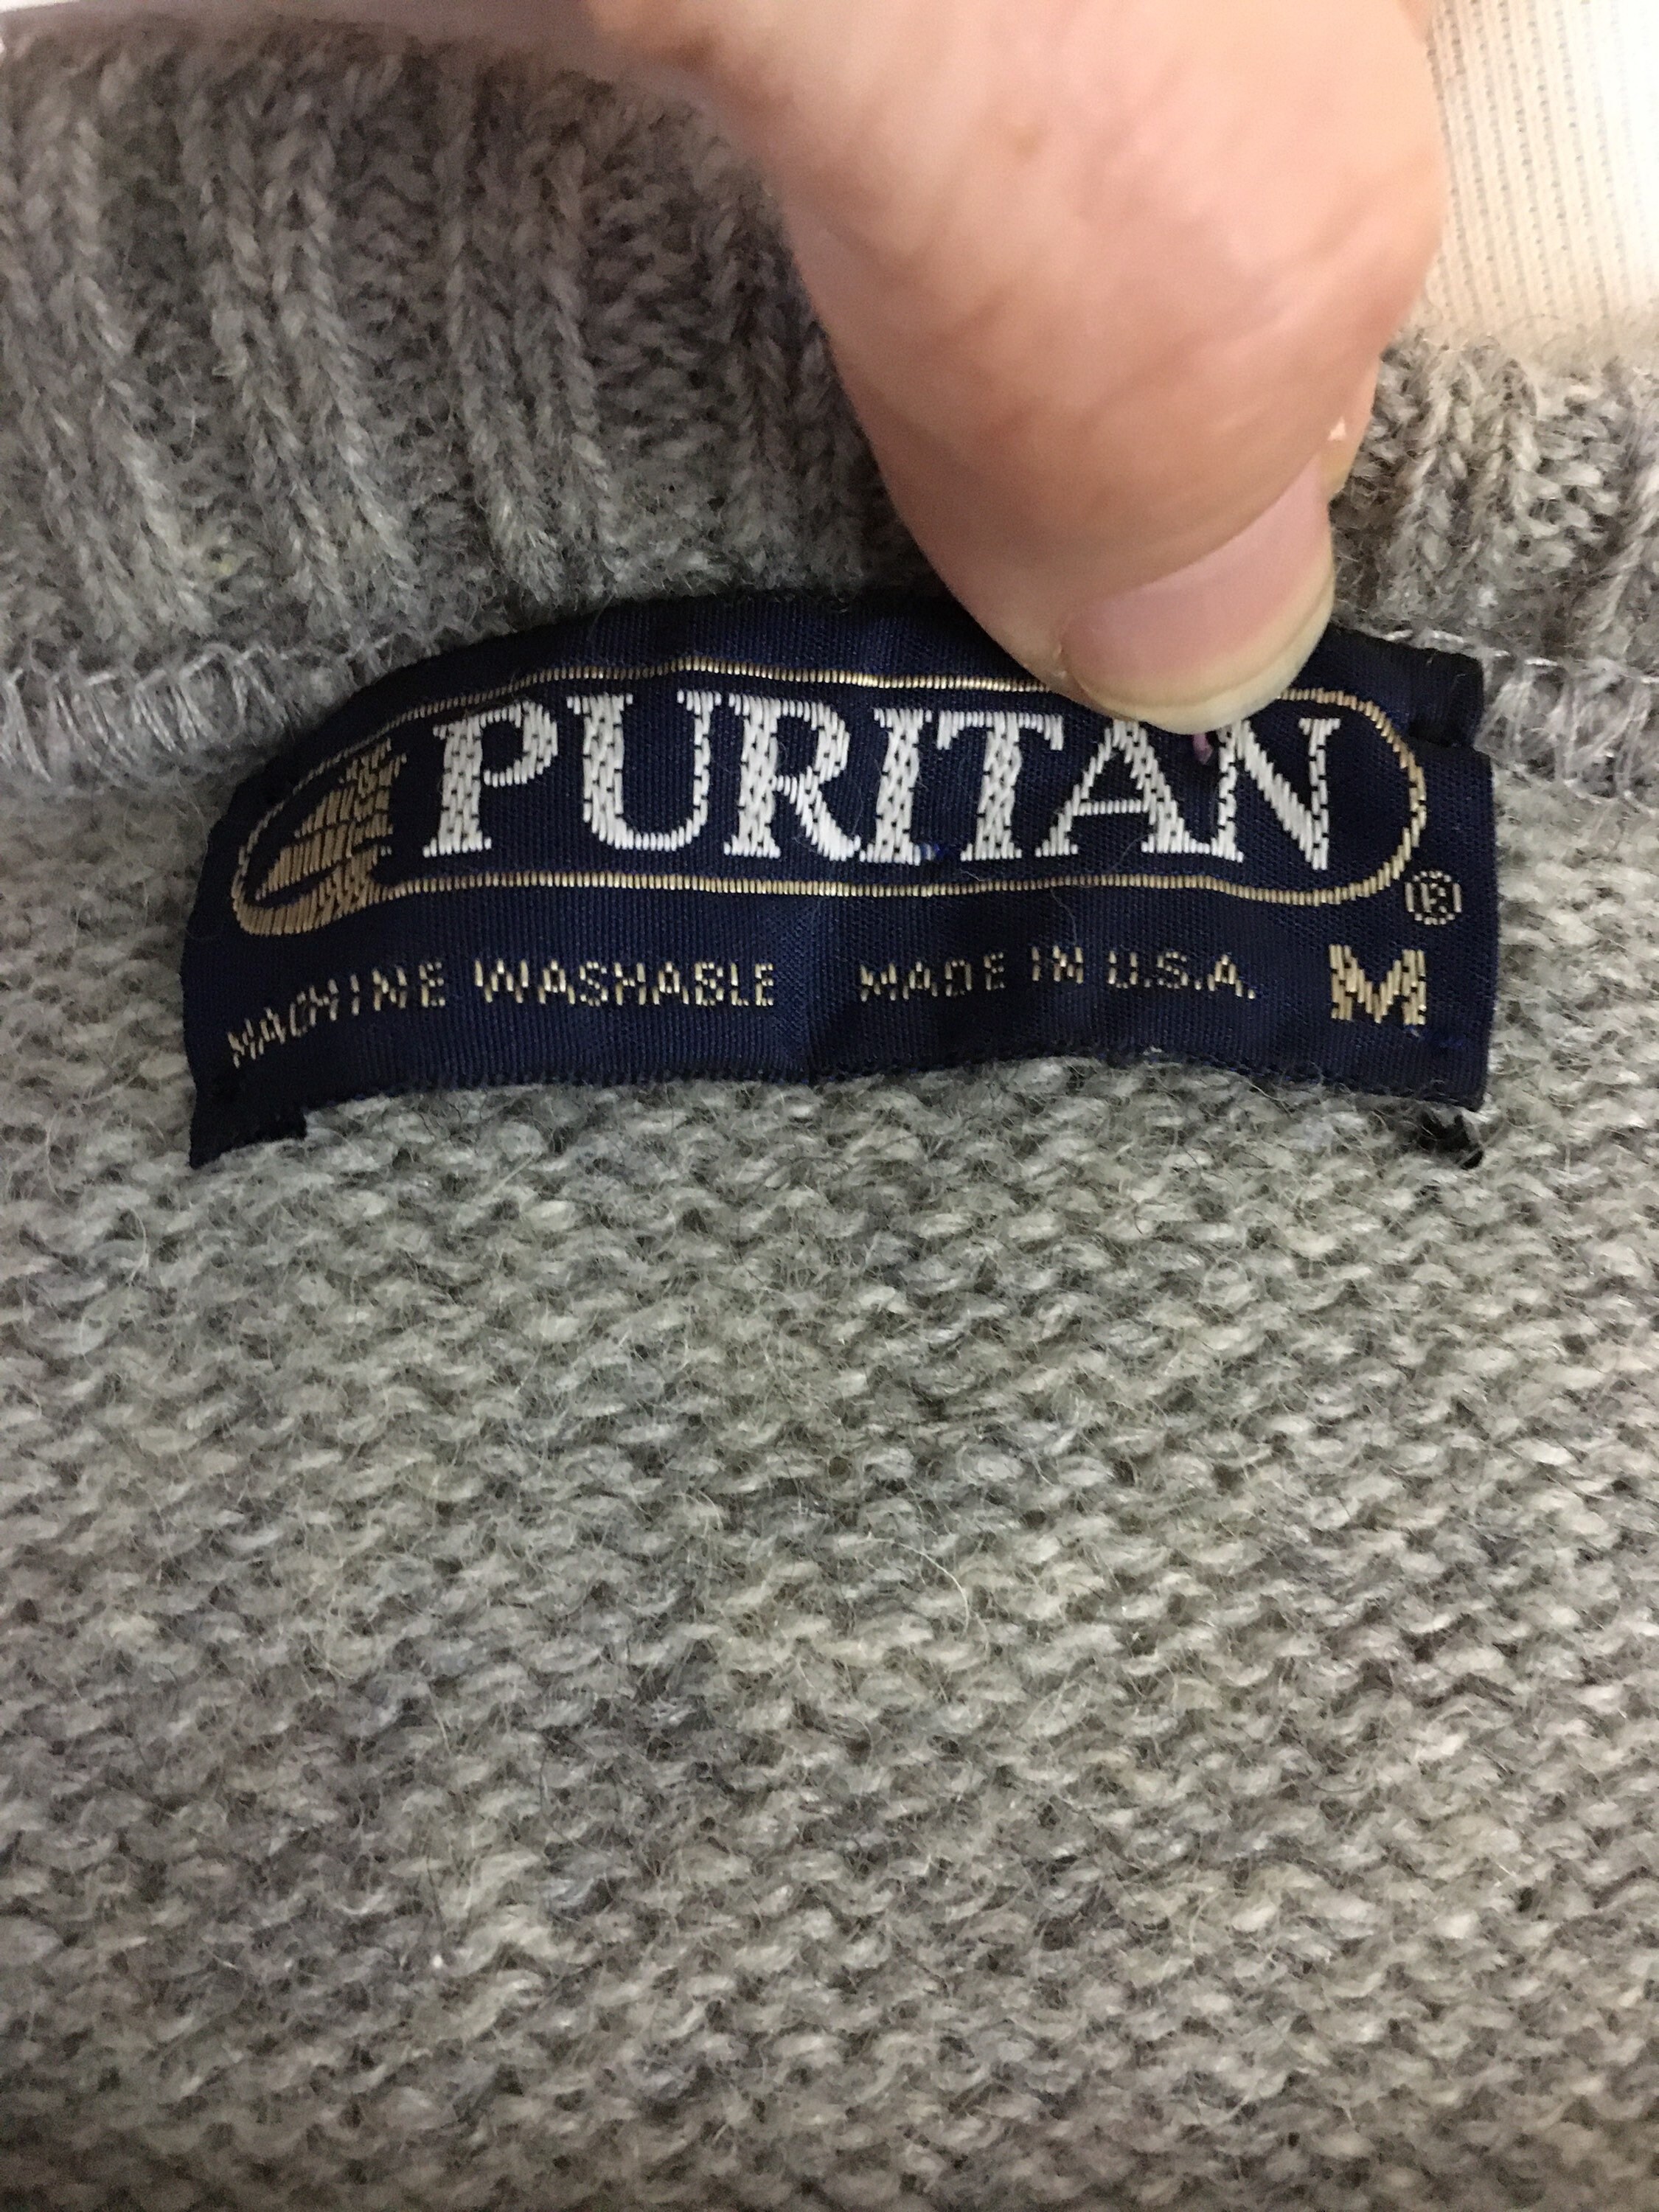 PURITAN
®
MACHINE WASHABLE MADE IN U.S.A. M